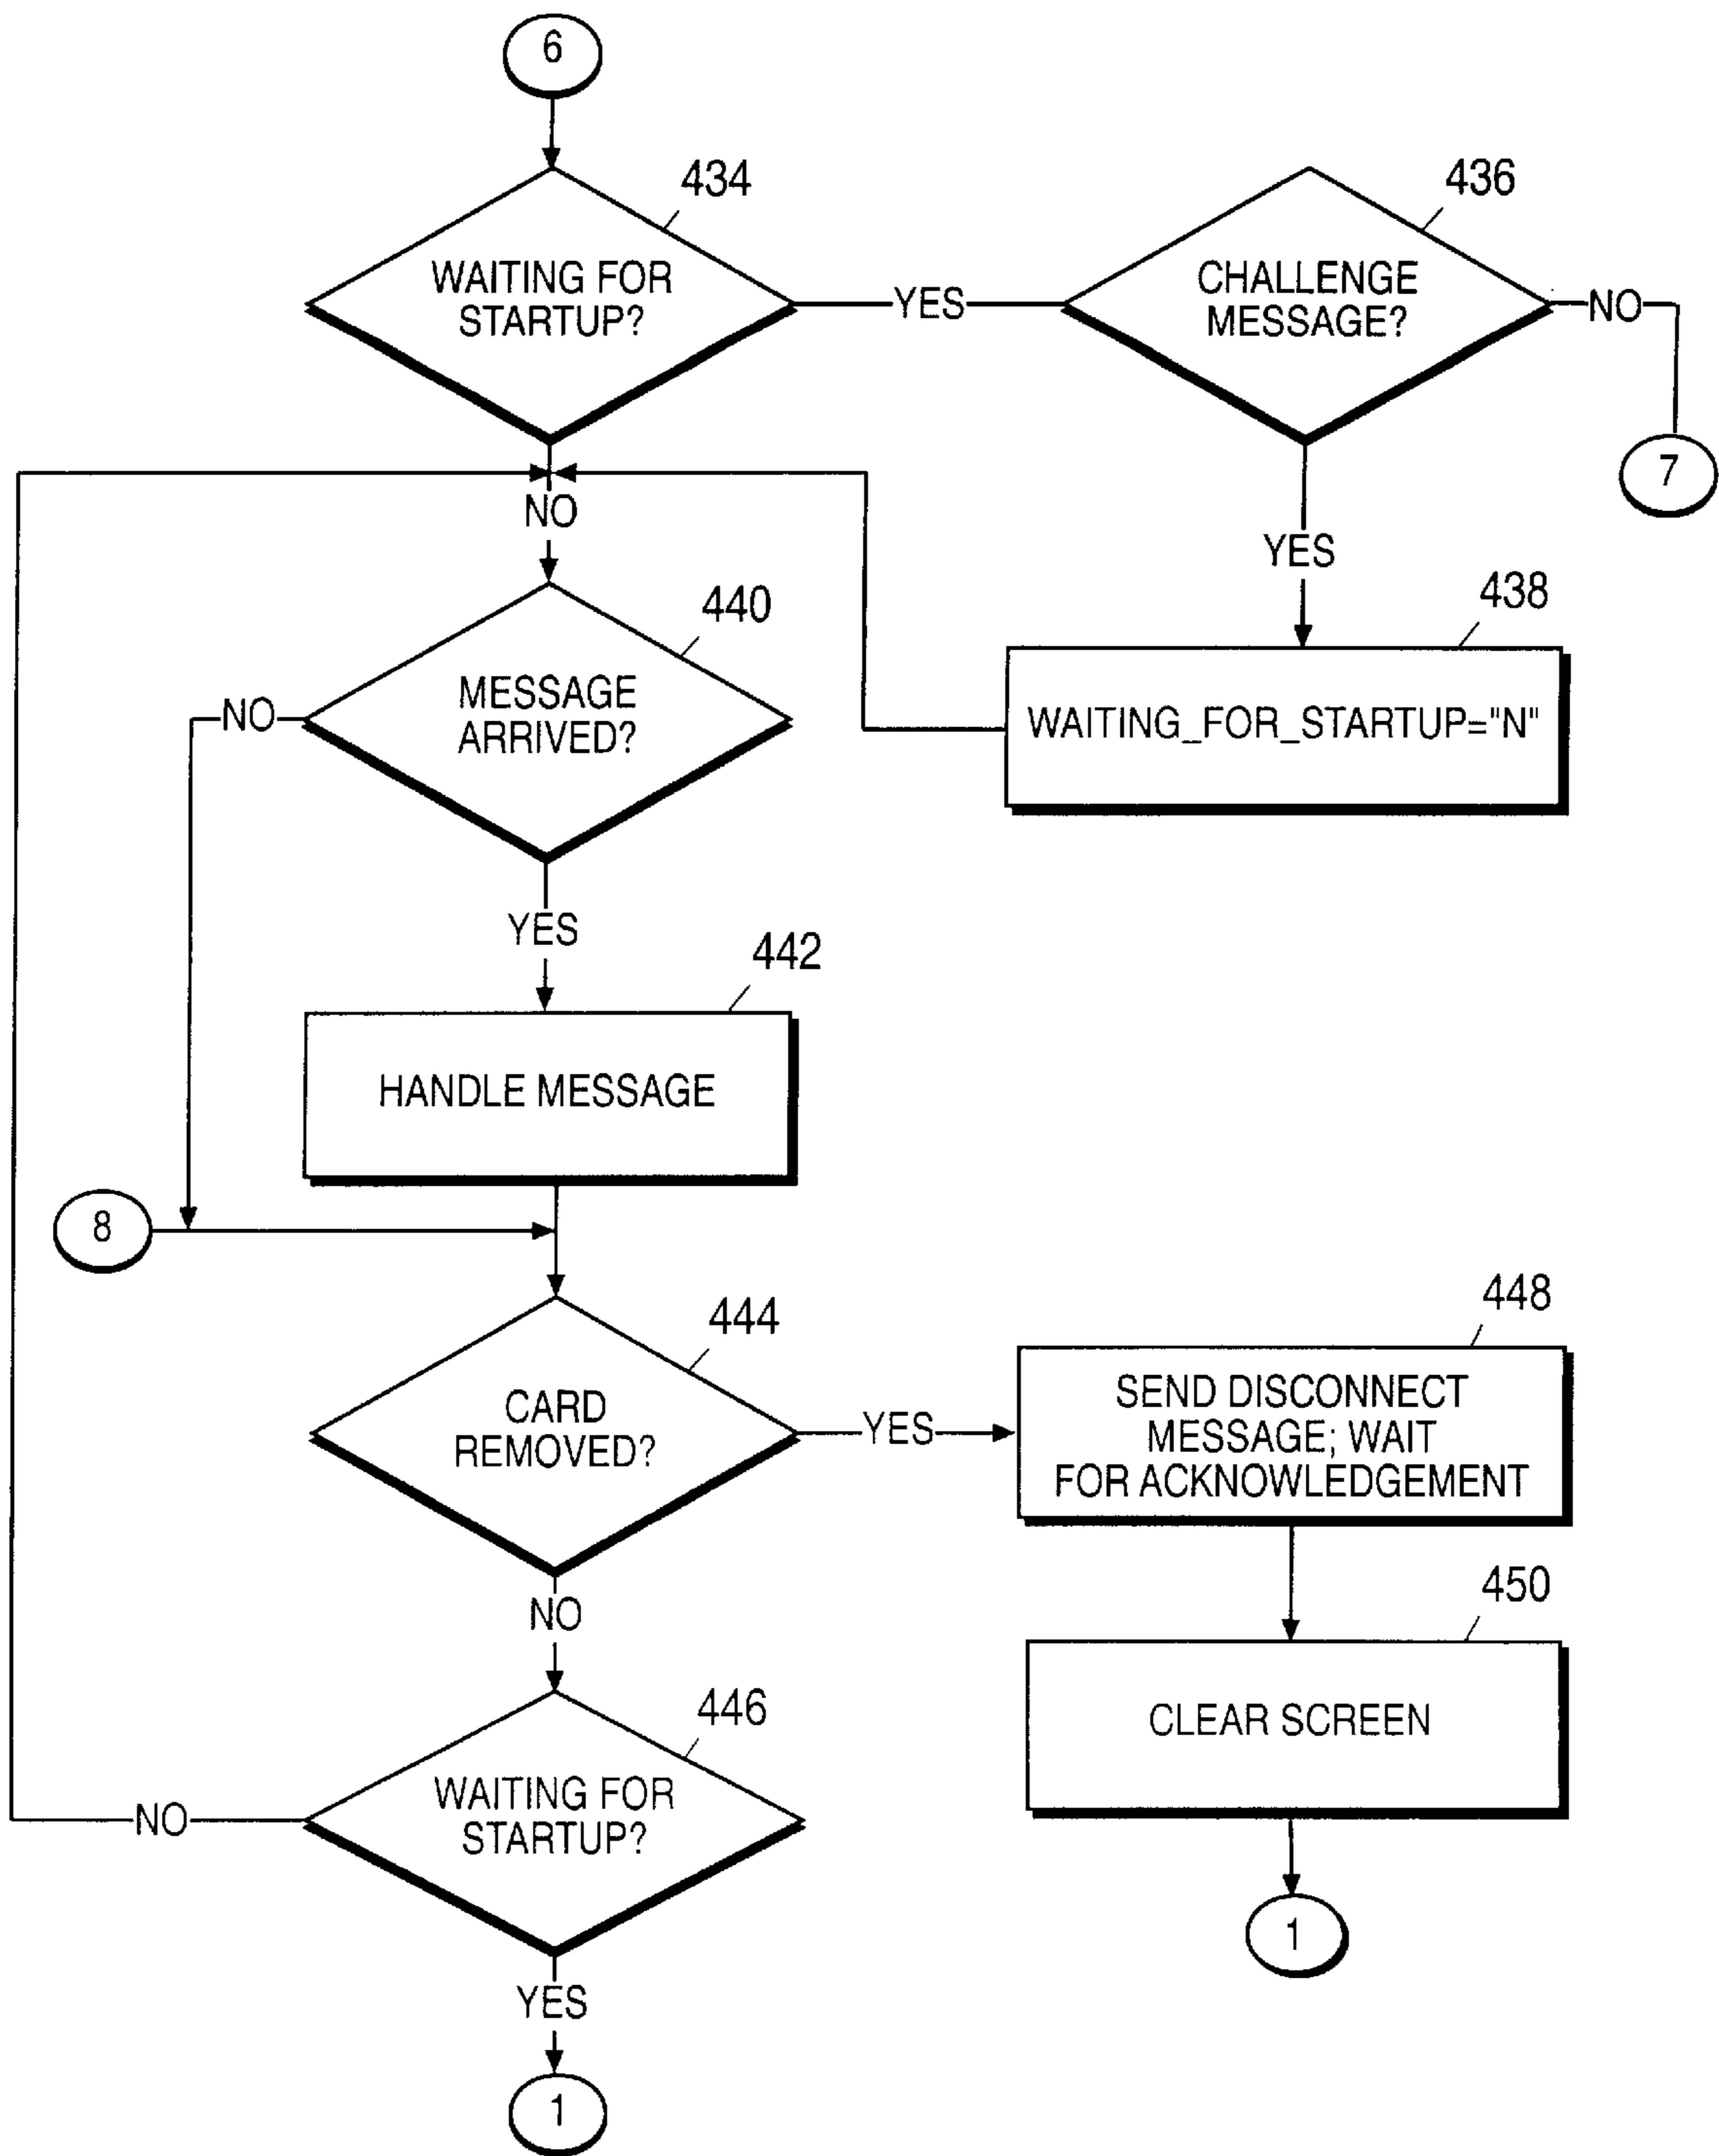 6
434
WAITING FOR
STARTUP?
YES
436
CHALLENGE
MESSAGE?
NO
7
NO
YES
438
WAITING_FOR_STARTUP="N"
440
MESSAGE
ARRIVED?
NO
YES
442
HANDLE MESSAGE
8
444
CARD
REMOVED?
YES
448
SEND DISCONNECT
MESSAGE; WAIT
FOR ACKNOWLEDGEMENT
NO
450
CLEAR SCREEN
446
WAITING FOR
STARTUP?
NO
YES
1
1